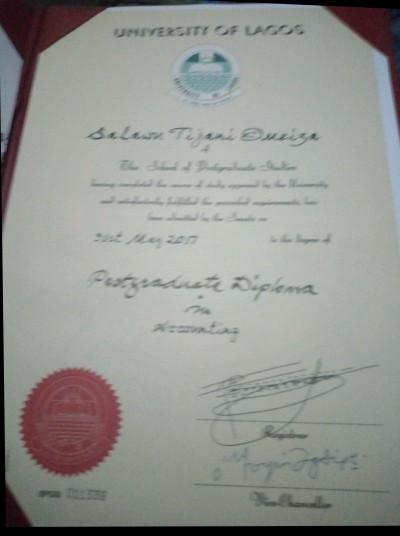 UNIVERSITY OF LAGOS
Salawu Tijani Omeiza
of
The School of Postgraduate Studies
having completed the course of study approved by the University
and satisfactorily fulfilled the prescribed requirements, has
been admitted by the Senate on
31st May 2017 to the Degree of
Postgraduate Diploma
in
Accounting
Registrar
Vice-Chancellor